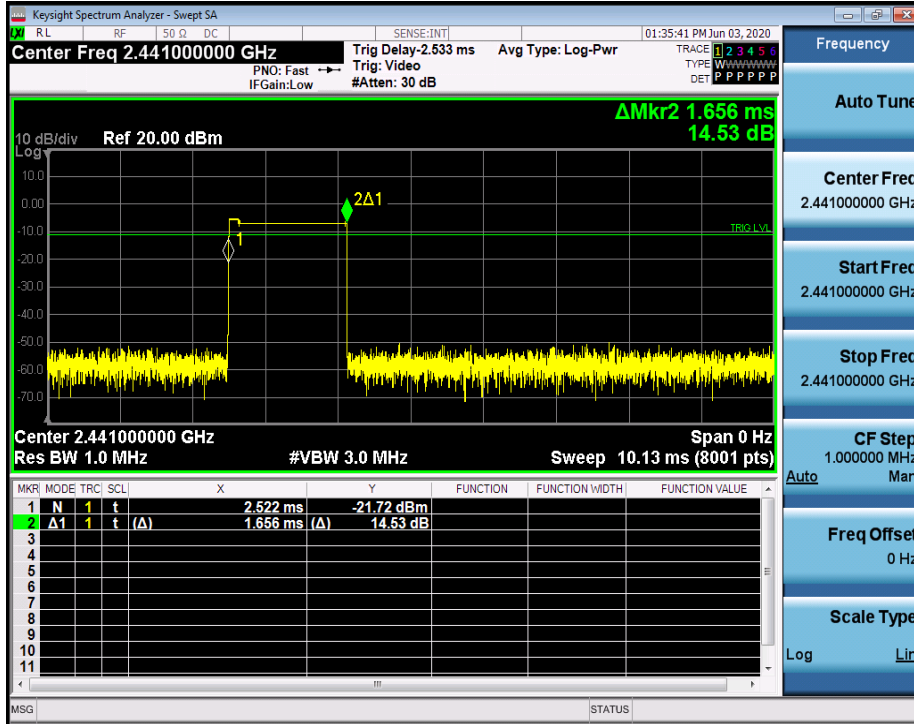 Keysight Spectrum Analyzer - Swept SA
LXI RL RF 50 Ω DC SENSE:INT 01:35:41 PM Jun 03, 2020
Center Freq 2.441000000 GHz
PNO: Fast
IFGain:Low
Trig Delay-2.533 ms
Trig: Video
#Atten: 30 dB
Avg Type: Log-Pwr
TRACE 1 2 3 4 5 6
TYPE WWWWWW
DET P P P P P P
ΔMkr2 1.656 ms
14.53 dB
10 dB/div Ref 20.00 dBm
Log
10.0
0.00
-10.0
-20.0
-30.0
-40.0
-50.0
-60.0
-70.0
2Δ1
1
TRIG LVL
Center 2.441000000 GHz Span 0 Hz
Res BW 1.0 MHz #VBW 3.0 MHz Sweep 10.13 ms (8001 pts)
MKR MODE TRC SCL X Y FUNCTION FUNCTION WIDTH FUNCTION VALUE
1 N 1 t 2.522 ms -21.72 dBm
2 Δ1 1 t (Δ) 1.656 ms (Δ) 14.53 dB
3
4
5
6
7
8
9
10
11
MSG STATUS
Frequency
Auto Tune
Center Freq
2.441000000 GHz
Start Freq
2.441000000 GHz
Stop Freq
2.441000000 GHz
CF Step
1.000000 MHz
Auto Man
Freq Offset
0 Hz
Scale Type
Log Lin